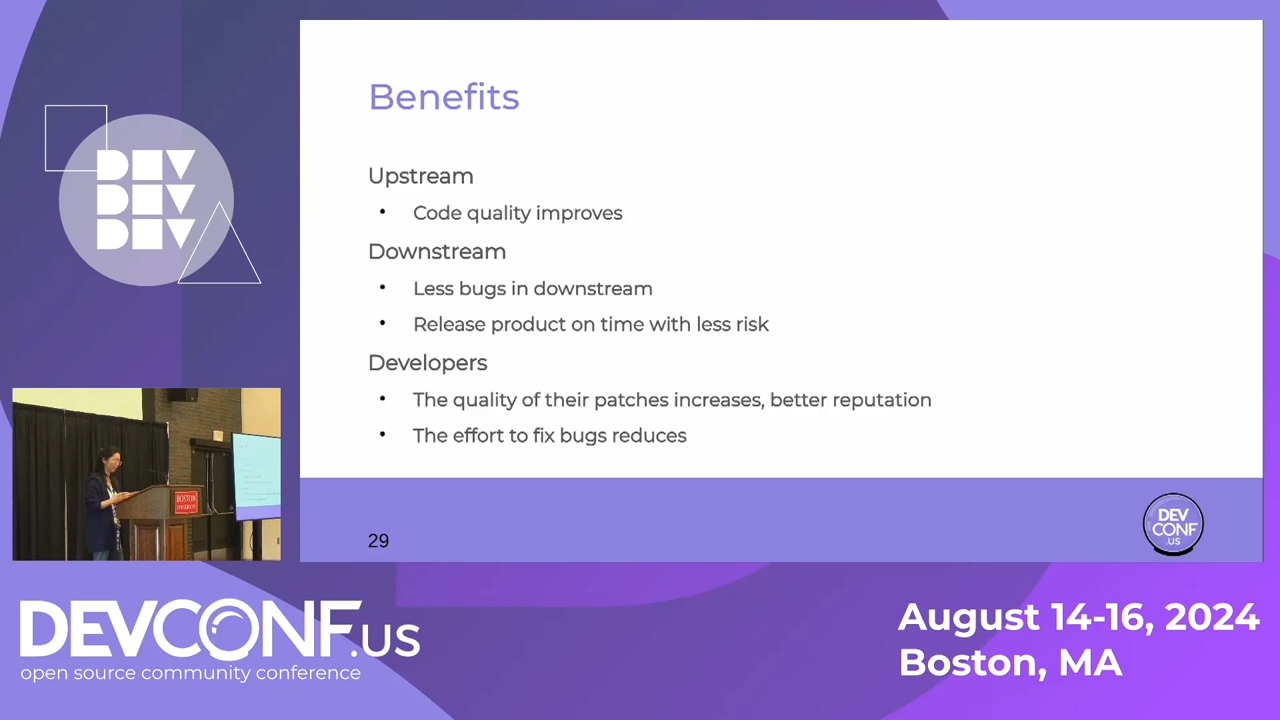 DEV
DEV
DEV
Benefits
Upstream
• Code quality improves
Downstream
• Less bugs in downstream
• Release product on time with less risk
Developers
• The quality of their patches increases, better reputation
• The effort to fix bugs reduces
29
DEV
CONF
.US
BOSTON
DEVCONF.US
open source community conference
August 14-16, 2024
Boston, MA